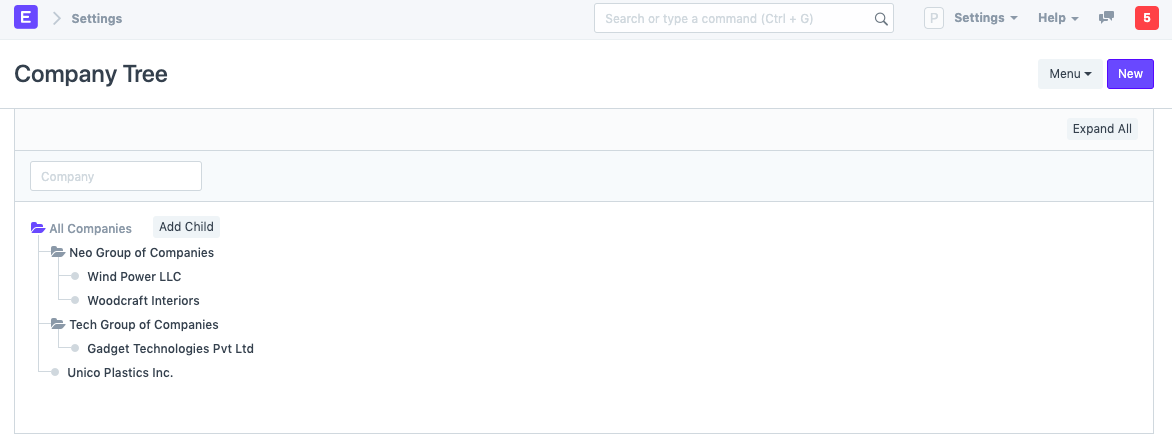 E Settings Search or type a command (Ctrl + G) P Settings Help 5
Company Tree Menu New
Expand All
Company
All Companies Add Child
Neo Group of Companies
Wind Power LLC
Woodcraft Interiors
Tech Group of Companies
Gadget Technologies Pvt Ltd
Unico Plastics Inc.